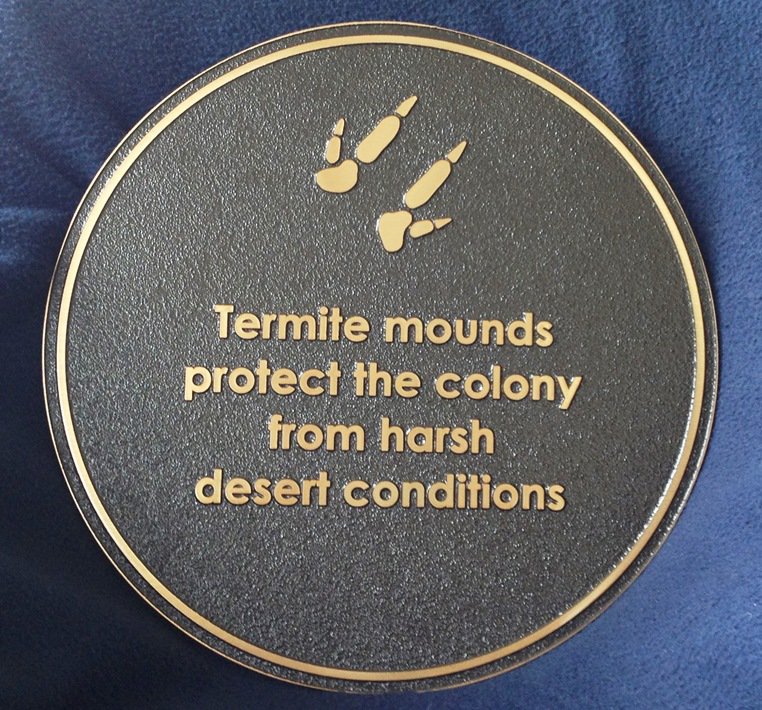 Termite mounds
protect the colony
from harsh
desert conditions